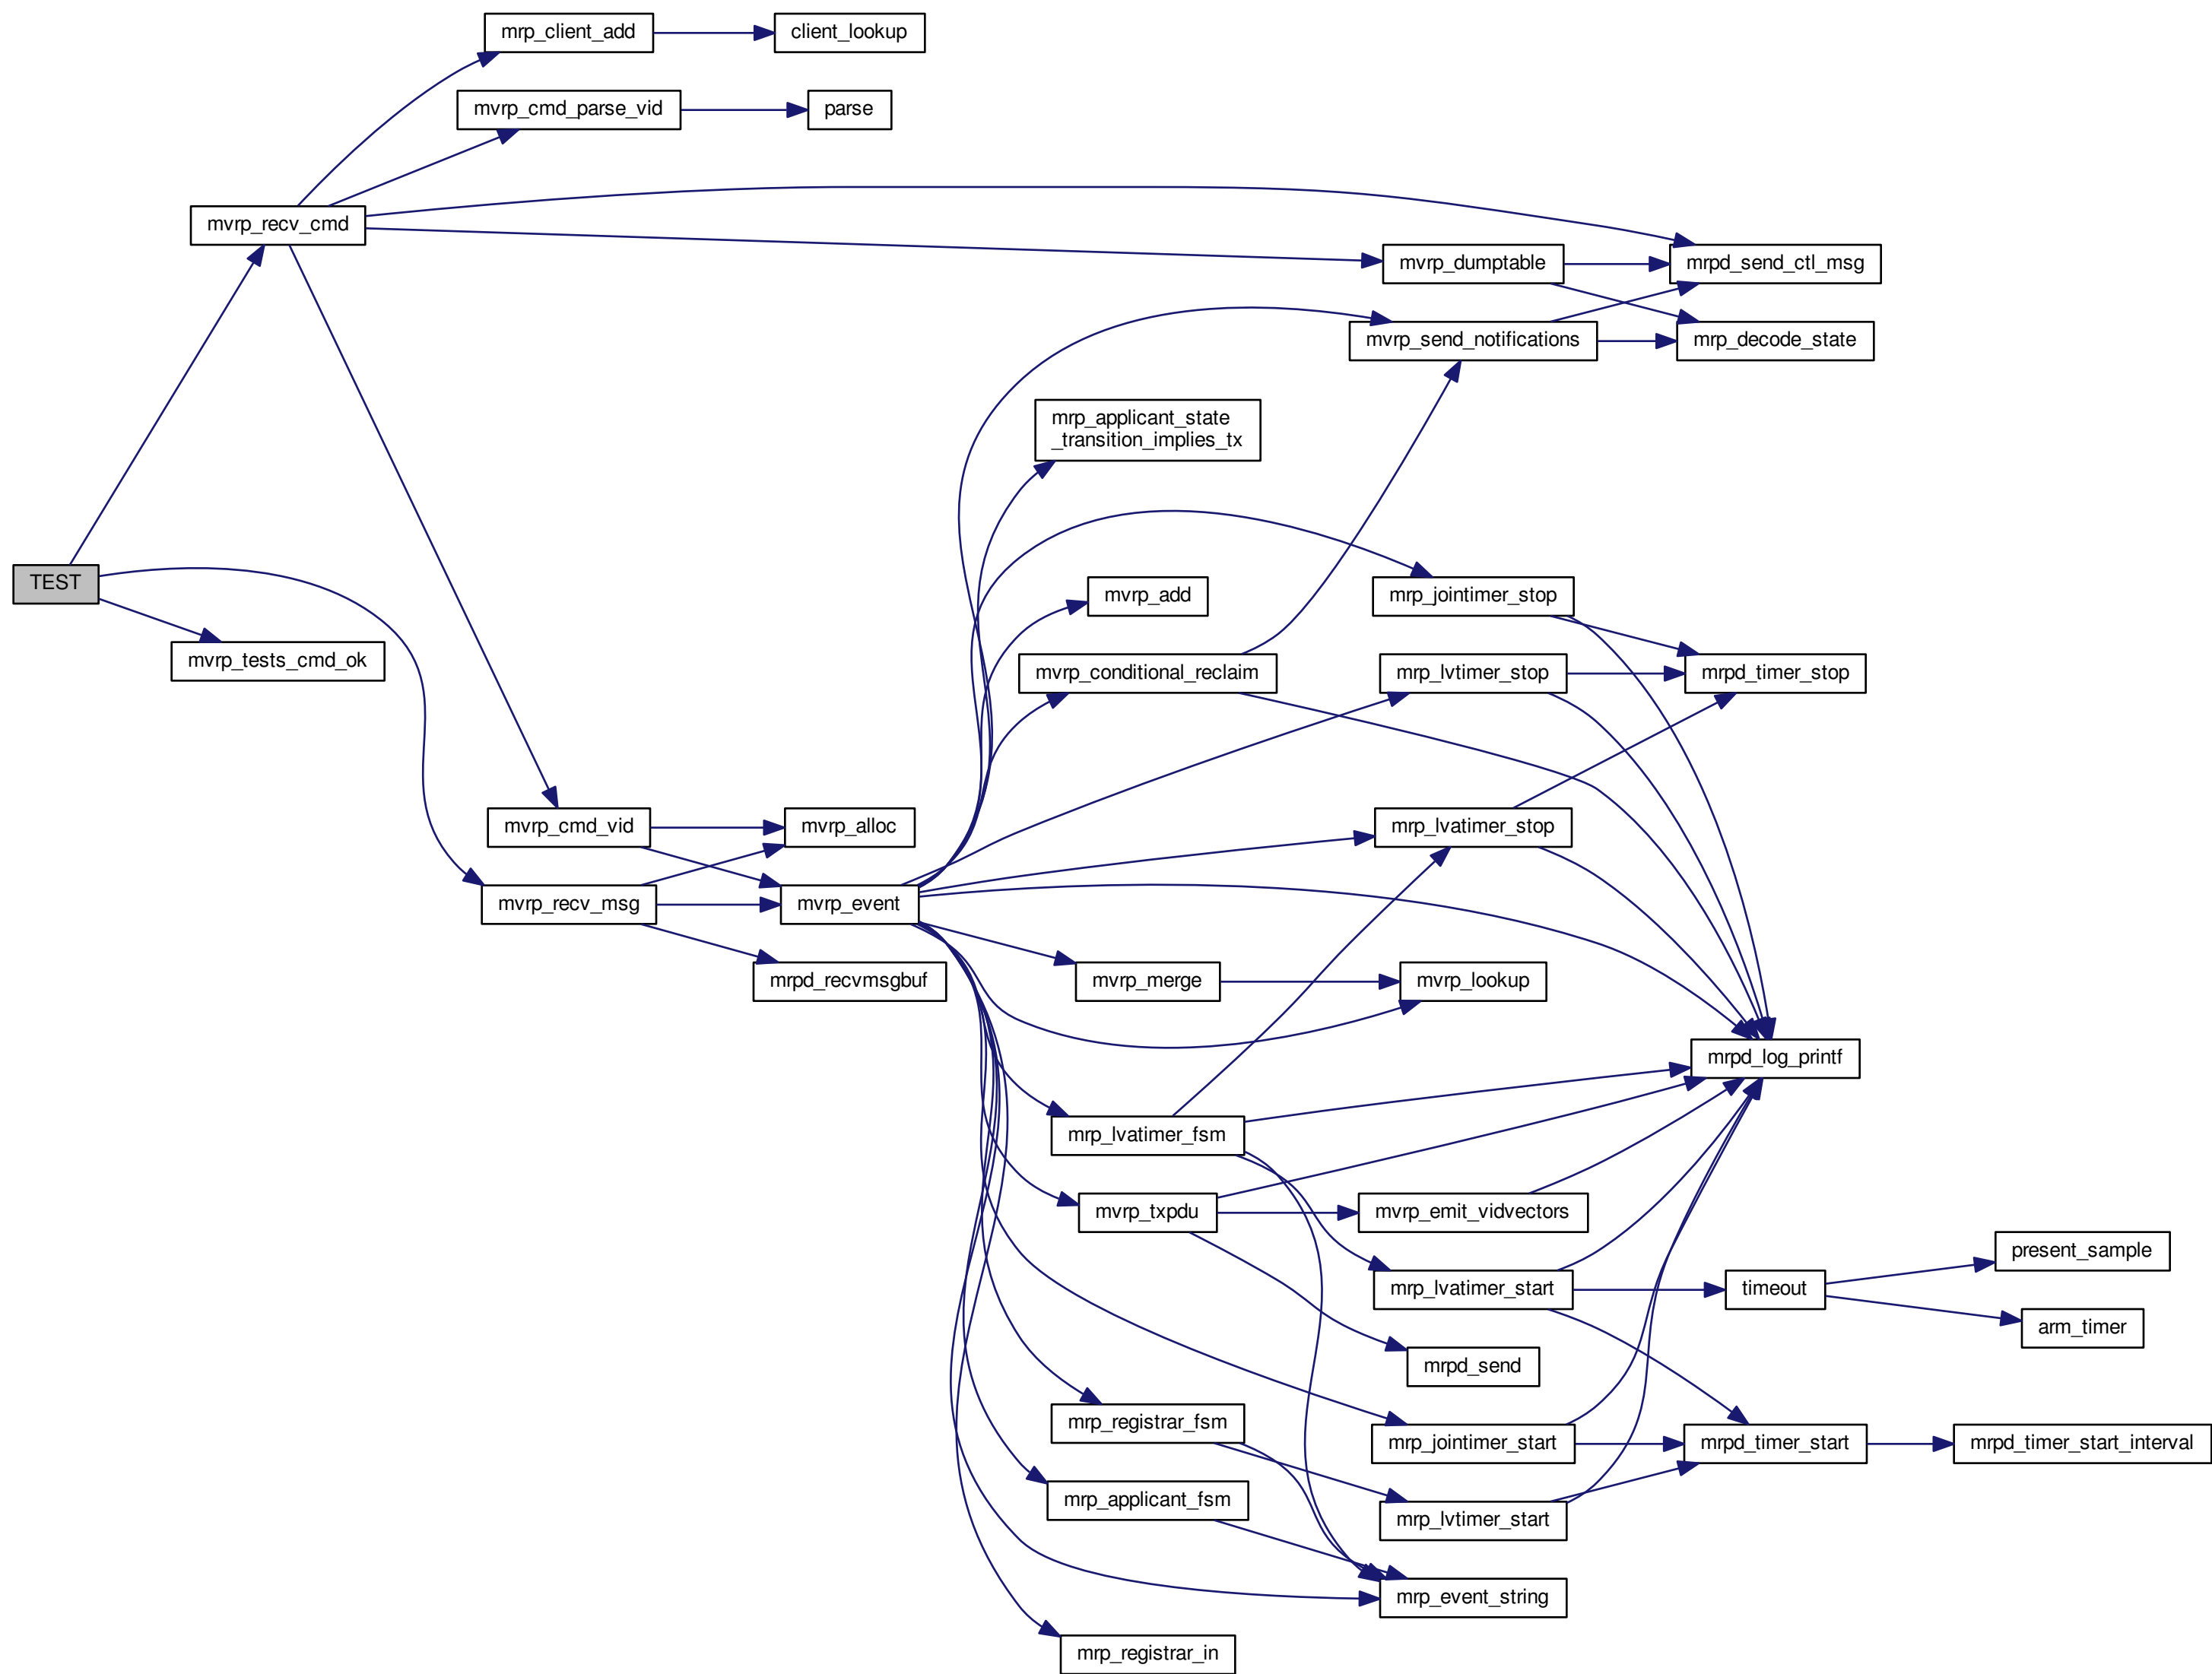 mrp_client_add
client_lookup
mvrp_cmd_parse_vid
parse
mvrp_recv_cmd
mvrp_dumptable
mrpd_send_ctl_msg
mvrp_send_notifications
mrp_decode_state
mrp_applicant_state
_transition_implies_tx
TEST
mvrp_add
mrp_jointimer_stop
mvrp_tests_cmd_ok
mvrp_conditional_reclaim
mrp_lvtimer_stop
mrpd_timer_stop
mvrp_cmd_vid
mvrp_alloc
mrp_lvatimer_stop
mvrp_recv_msg
mvrp_event
mrpd_recvmsgbuf
mvrp_merge
mvrp_lookup
mrpd_log_printf
mrp_lvatimer_fsm
mvrp_txpdu
mvrp_emit_vidvectors
present_sample
mrp_lvatimer_start
timeout
arm_timer
mrpd_send
mrp_registrar_fsm
mrp_jointimer_start
mrpd_timer_start
mrpd_timer_start_interval
mrp_applicant_fsm
mrp_lvtimer_start
mrp_event_string
mrp_registrar_in